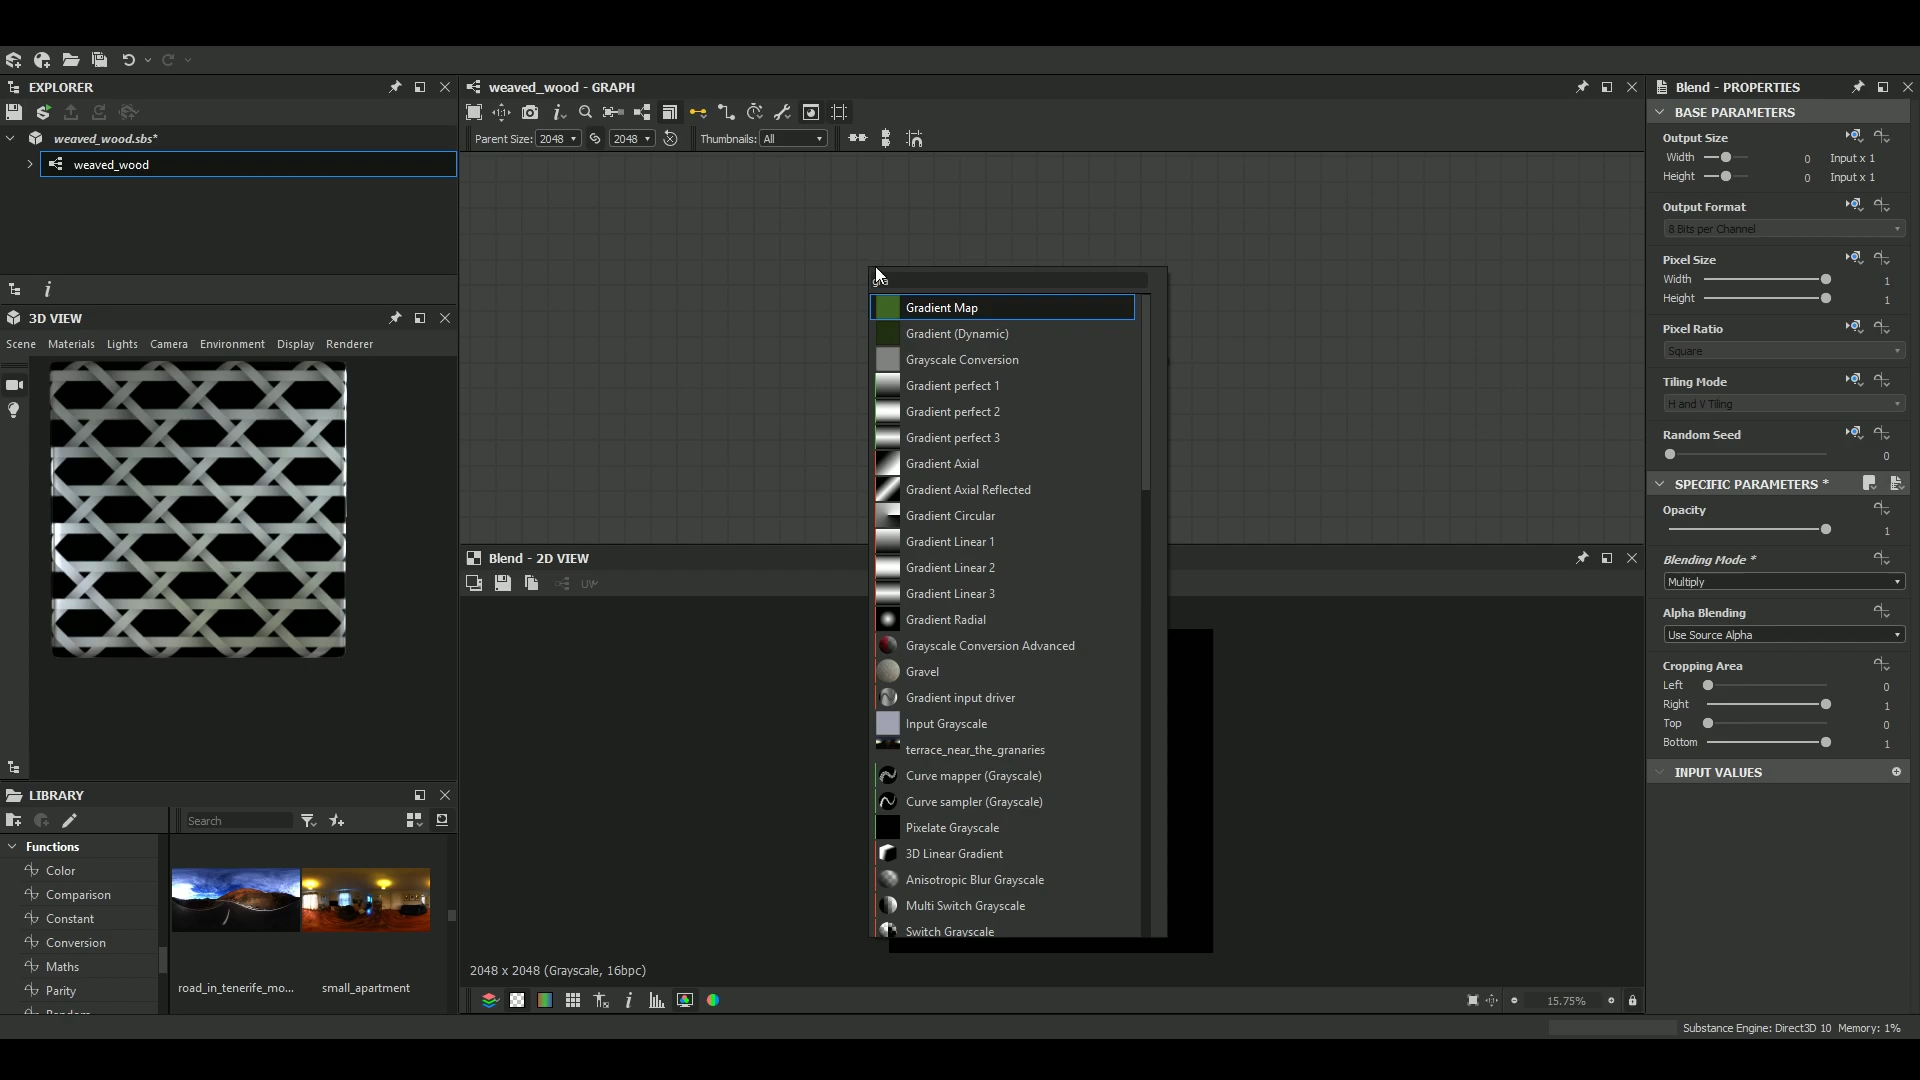 EXPLORER
weaved_wood.sbs*
weaved_wood
3D VIEW
Scene Materials Lights Camera Environment Display Renderer
LIBRARY
Search
Functions
Color
Comparison
Constant
Conversion
Maths
Parity
road_in_tenerife_mo...
small_apartment
weaved_wood - GRAPH
Parent Size: 2048 2048 Thumbnails: All
Gradient Map
Gradient (Dynamic)
Grayscale Conversion
Gradient perfect 1
Gradient perfect 2
Gradient perfect 3
Gradient Axial
Gradient Axial Reflected
Gradient Circular
Gradient Linear 1
Gradient Linear 2
Gradient Linear 3
Gradient Radial
Grayscale Conversion Advanced
Gravel
Gradient input driver
Input Grayscale
terrace_near_the_granaries
Curve mapper (Grayscale)
Curve sampler (Grayscale)
Pixelate Grayscale
3D Linear Gradient
Anisotropic Blur Grayscale
Multi Switch Grayscale
Switch Grayscale
Blend - 2D VIEW
UV
2048 x 2048 (Grayscale, 16bpc)
15.75%
Blend - PROPERTIES
BASE PARAMETERS
Output Size
Width 0 Input x 1
Height 0 Input x 1
Output Format
8 Bits per Channel
Pixel Size
Width 1
Height 1
Pixel Ratio
Square
Tiling Mode
H and V Tiling
Random Seed
0
SPECIFIC PARAMETERS *
Opacity
1
Blending Mode *
Multiply
Alpha Blending
Use Source Alpha
Cropping Area
Left 0
Right 1
Top 0
Bottom 1
INPUT VALUES
Substance Engine: Direct3D 10 Memory: 1%